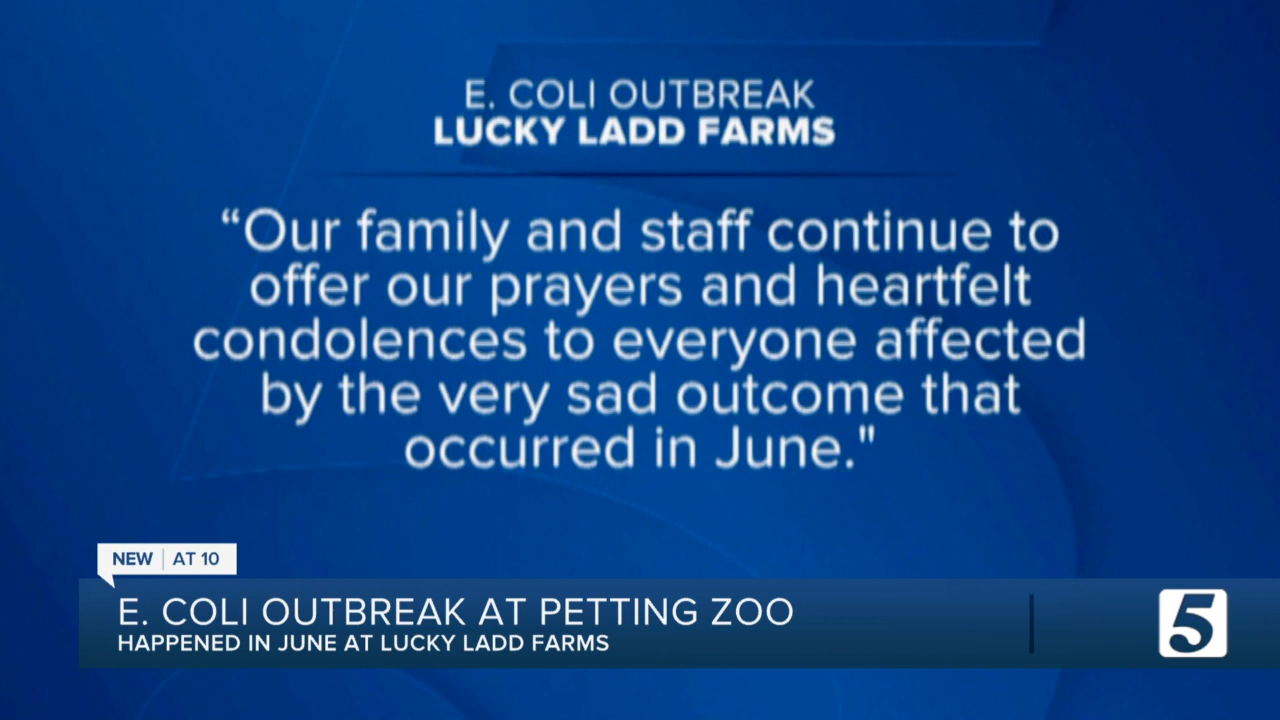 E. COLI OUTBREAK
LUCKY LADD FARMS
“Our family and staff continue to
offer our prayers and heartfelt
condolences to everyone affected
by the very sad outcome that
occurred in June."
NEW | AT 10
E. COLI OUTBREAK AT PETTING ZOO
HAPPENED IN JUNE AT LUCKY LADD FARMS
5